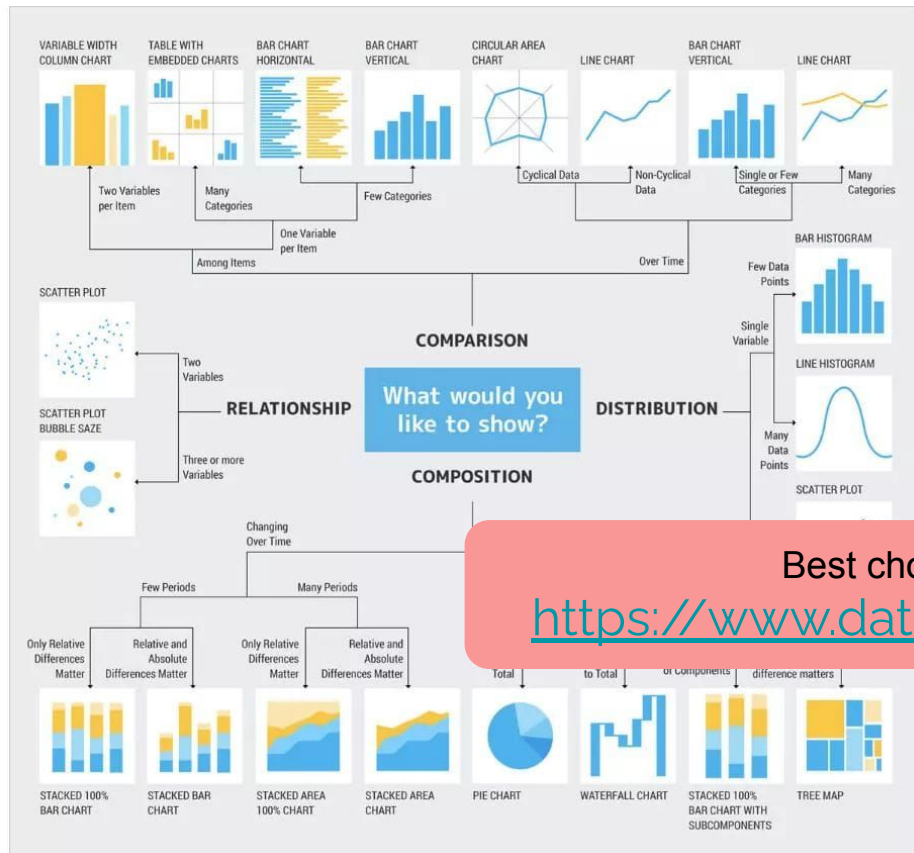 VARIABLE WIDTH
COLUMN CHART
TABLE WITH
EMBEDDED CHARTS
BAR CHART
HORIZONTAL
BAR CHART
VERTICAL
CIRCULAR AREA
CHART
LINE CHART
BAR CHART
VERTICAL
LINE CHART
Two Variables
per Item
Many
Categories
Few Categories
One Variable
per Item
Among Items
Cyclical Data
Non-Cyclical
Data
Single or Few
Categories
Many
Categories
Over Time
COMPARISON
What would you
like to show?
RELATIONSHIP
SCATTER PLOT
Two
Variables
SCATTER PLOT
BUBBLE SAZE
Three or more
Variables
DISTRIBUTION
BAR HISTOGRAM
Few Data
Points
Single
Variable
LINE HISTOGRAM
Many
Data
Points
SCATTER PLOT
COMPOSITION
Changing
Over Time
Few Periods
Many Periods
Only Relative
Differences
Matter
Relative and
Absolute
Differences Matter
Only Relative
Differences
Matter
Relative and
Absolute
Differences Matter
Best cho
https://www.dat
Total
to Total
of Components
difference matters
STACKED 100%
BAR CHART
STACKED BAR
CHART
STACKED AREA
100% CHART
STACKED AREA
CHART
PIE CHART
WATERFALL CHART
STACKED 100%
BAR CHART WITH
SUBCOMPONENTS
TREE MAP